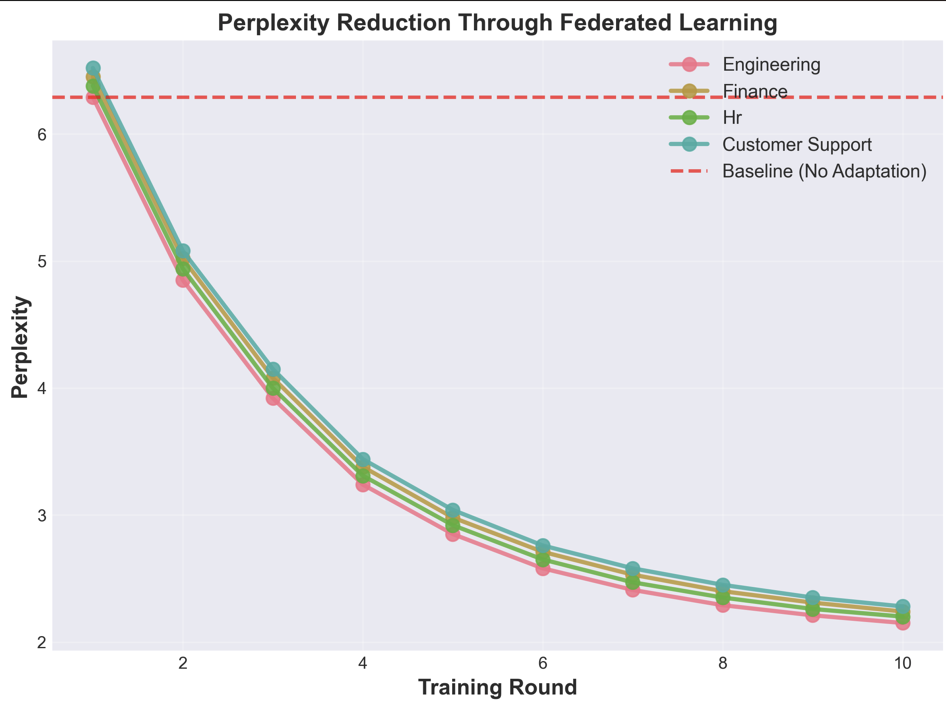 Perplexity Reduction Through Federated Learning
Engineering
Finance
Hr
Customer Support
Baseline (No Adaptation)
Perplexity
6
5
4
3
2
2 4 6 8 10
Training Round